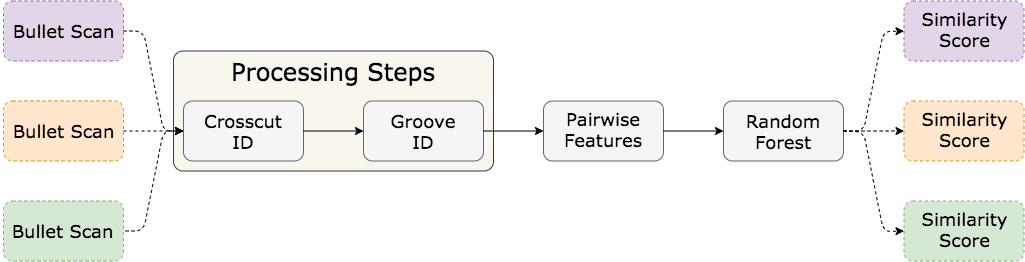 Bullet Scan
Bullet Scan
Bullet Scan
Processing Steps
Crosscut
ID
Groove
ID
Pairwise
Features
Random
Forest
Similarity
Score
Similarity
Score
Similarity
Score